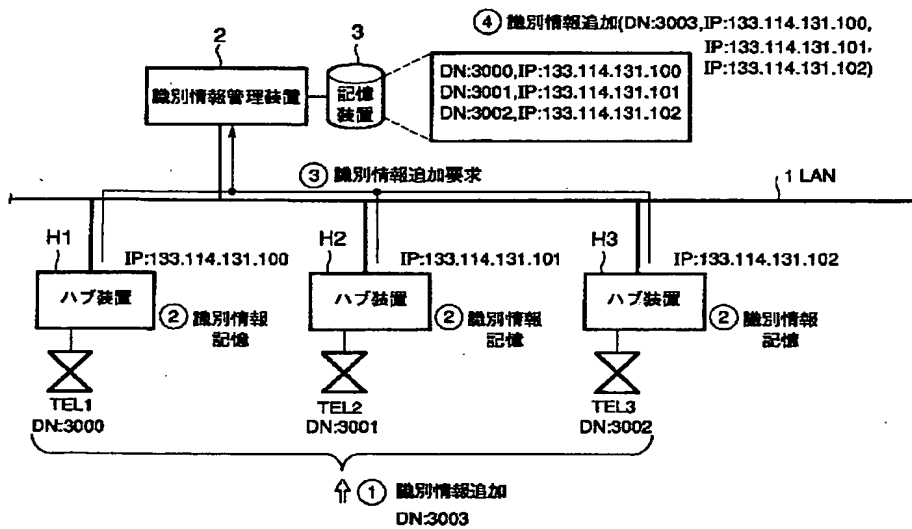 ④ 識別情報追加(DN:3003,IP:133.114.131.100,
IP:133.114.131.101,
IP:133.114.131.102)
2
3
識別情報管理装置
記憶
装置
DN:3000,IP:133.114.131.100
DN:3001,IP:133.114.131.101
DN:3002,IP:133.114.131.102
③ 識別情報追加要求
1 LAN
H1
IP:133.114.131.100
H2
IP:133.114.131.101
H3
IP:133.114.131.102
ハブ装置
ハブ装置
ハブ装置
② 識別情報
記憶
② 識別情報
記憶
② 識別情報
記憶
TEL1
DN:3000
TEL2
DN:3001
TEL3
DN:3002
① 識別情報追加
DN:3003